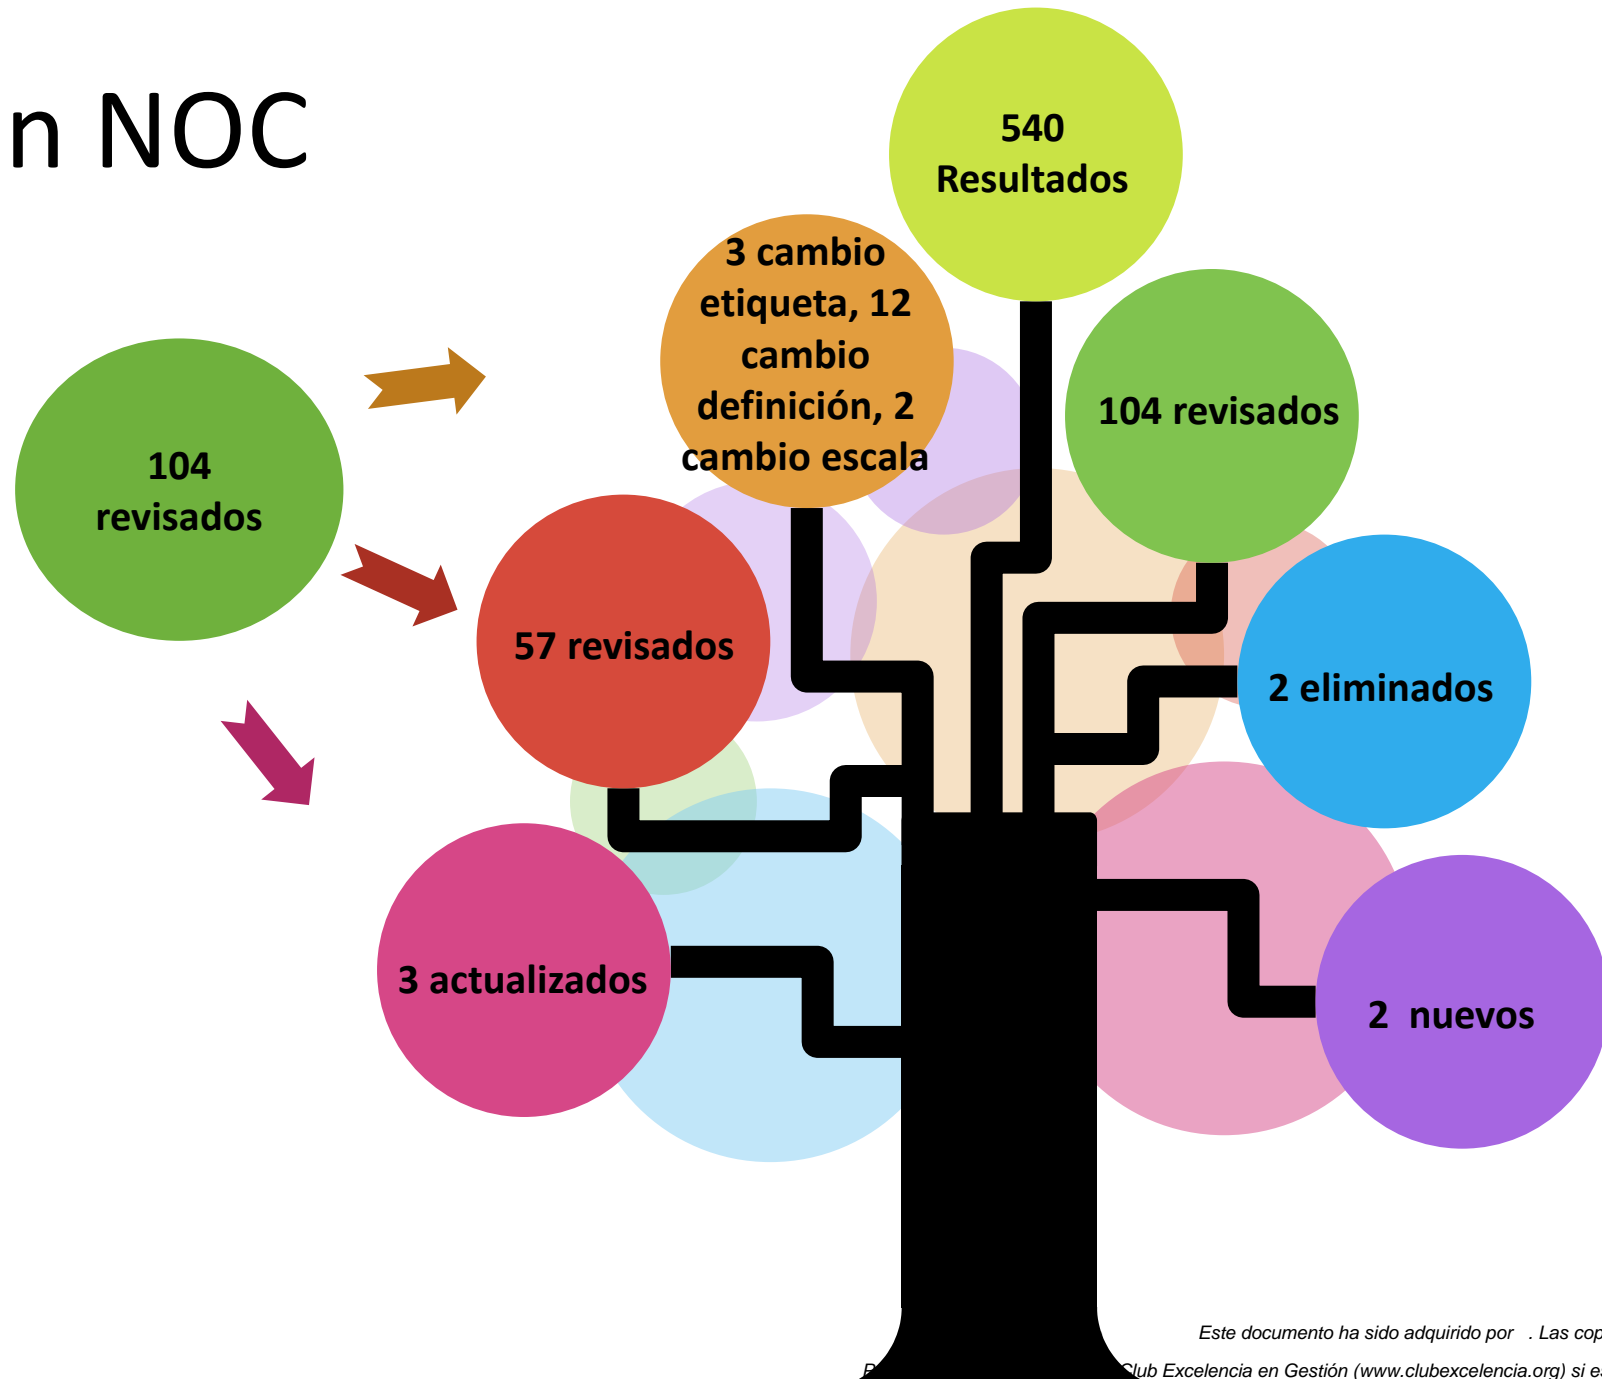 n NOC
540
Resultados
3 cambio
etiqueta, 12
cambio
definición, 2
cambio escala
104 revisados
104
revisados
57 revisados
2 eliminados
3 actualizados
2 nuevos
Este documento ha sido adquirido por . Las cop
Club Excelencia en Gestión (www.clubexcelencia.org) si es